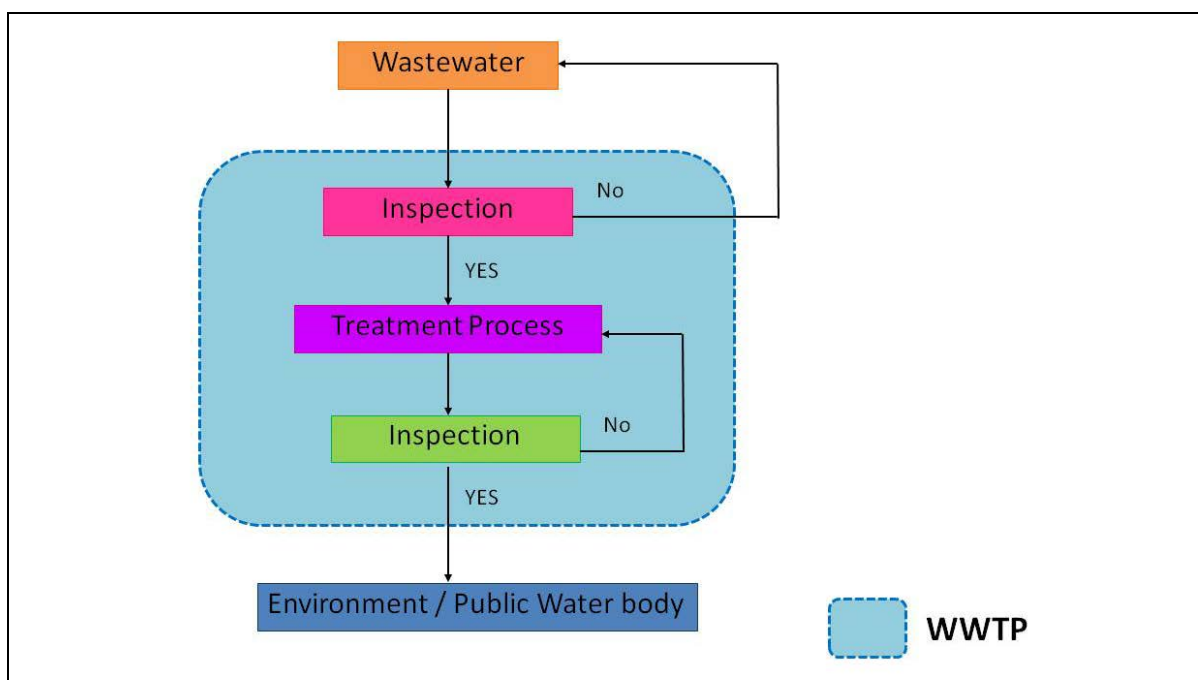 Wastewater
No
Inspection
YES
Treatment Process
No
Inspection
YES
Environment / Public Water body
WWTP